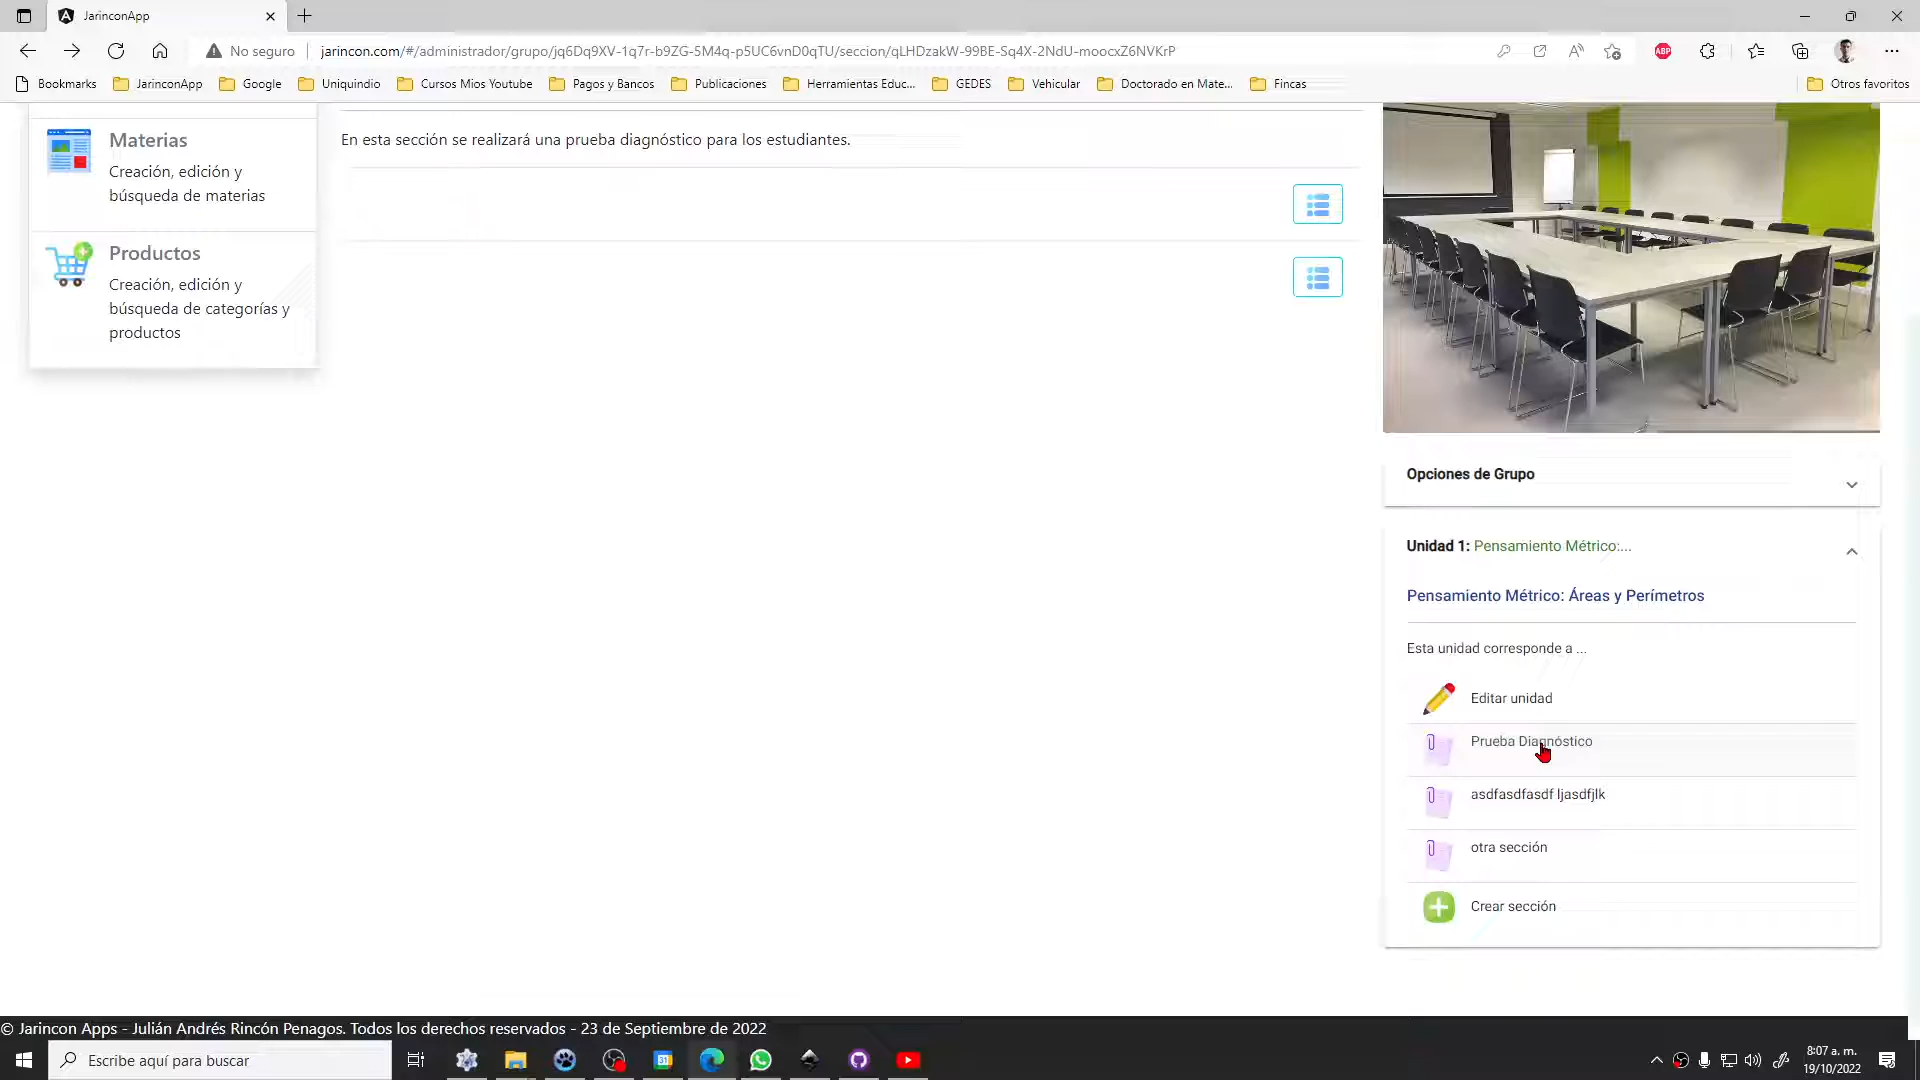 JarinconApp
No seguro
jarincon.com/#/administrador/grupo/jq6Dq9XV-1q7r-b9ZG-5M4q-p5UC6vnD0qTU/seccion/qLHDzakW-99BE-Sq4X-2NdU-moocxZ6NVKrP
ABP
Bookmarks JarinconApp Google Uniquindio Cursos Mios Youtube Pagos y Bancos Publicaciones Herramientas Educ... GEDES Vehicular Doctorado en Mate... Fincas Otros favoritos
Materias
Creación, edición y
búsqueda de materias
Productos
Creación, edición y
búsqueda de categorías y
productos
En esta sección se realizará una prueba diagnóstico para los estudiantes.
Opciones de Grupo
Unidad 1: Pensamiento Métrico:...
Pensamiento Métrico: Áreas y Perímetros
Esta unidad corresponde a ...
Editar unidad
Prueba Diagnóstico
asdfasdfasdf ljasdfjlk
otra sección
Crear sección
© Jarincon Apps - Julián Andrés Rincón Penagos. Todos los derechos reservados - 23 de Septiembre de 2022
Escribe aquí para buscar
31
8:07 a. m.
19/10/2022